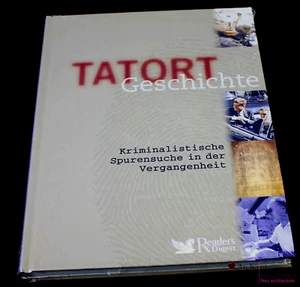 TATORT
Geschichte
Kriminalistische
Spurensuche in der
Vergangenheit
Reader's
Digest